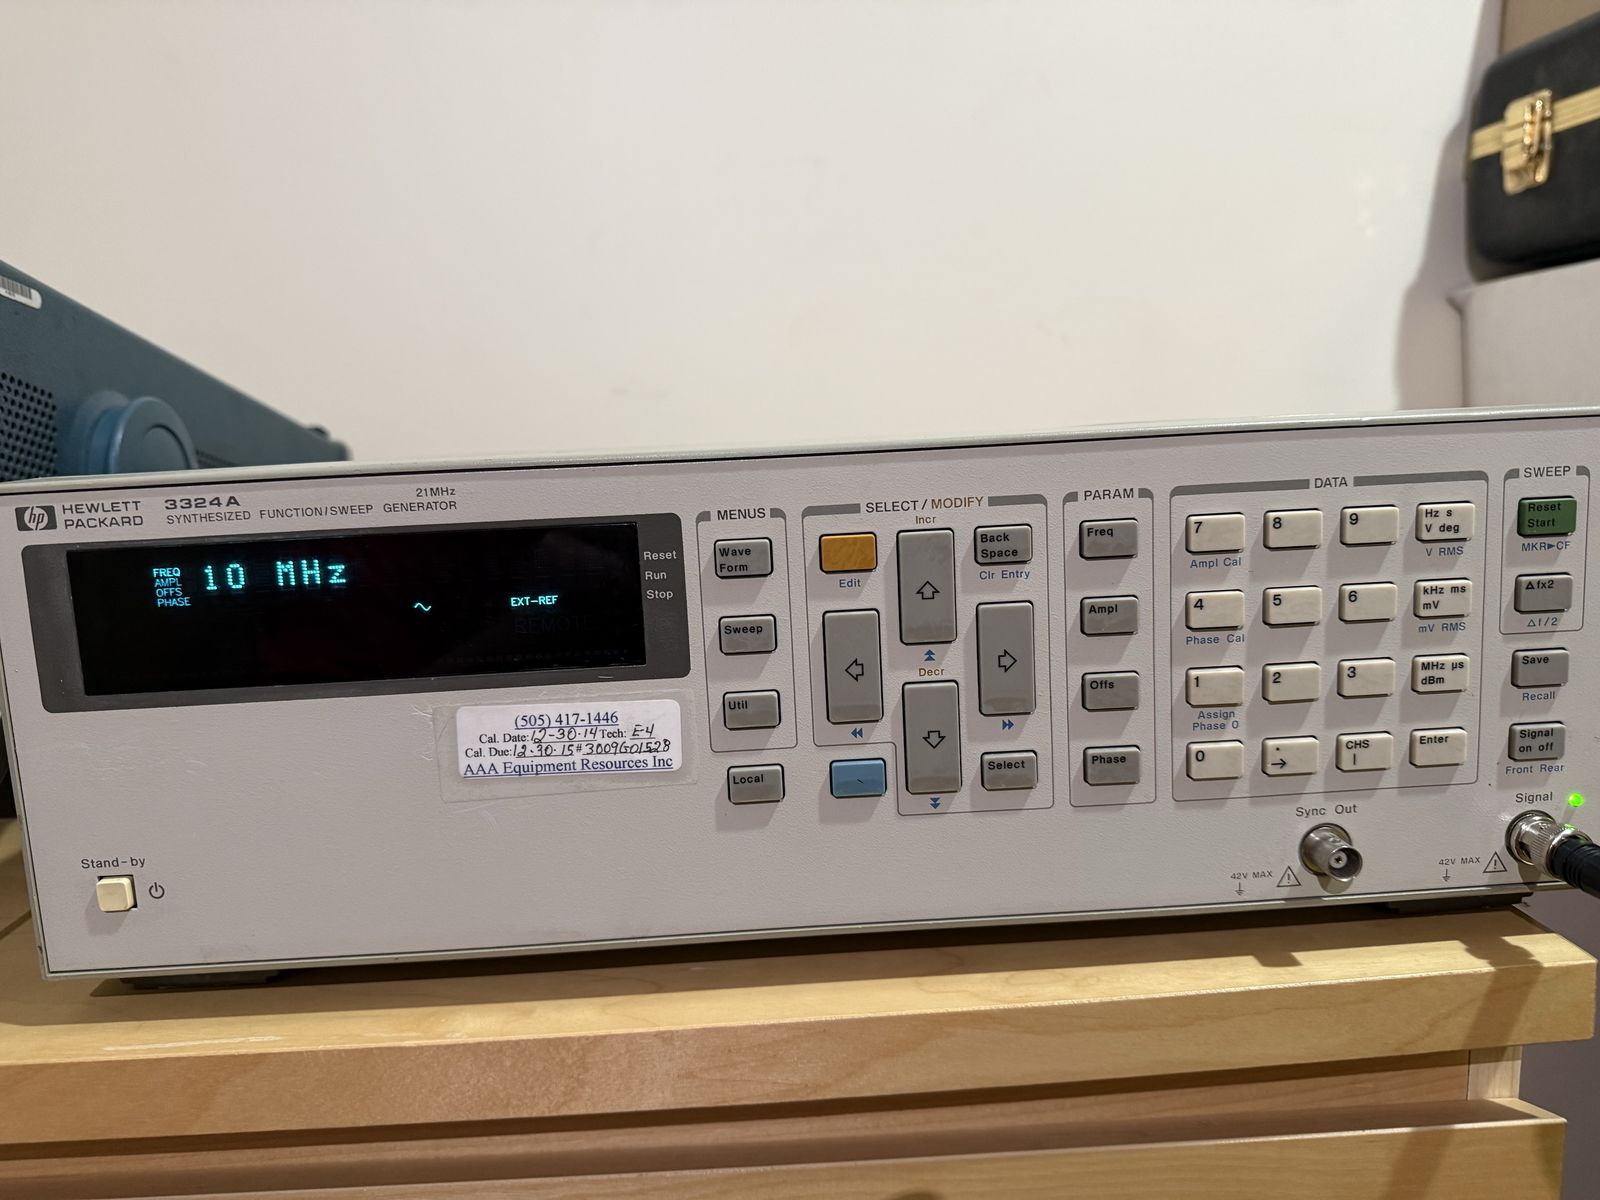 hp HEWLETT PACKARD 3324A
SYNTHESIZED FUNCTION/SWEEP GENERATOR
21MHz
FREQ
AMPL
OFFS
PHASE
10 MHz
EXT-REF
REMOTE
Reset
Run
Stop
(505) 417-1446
Cal. Date: 12-30-14 Tech: E-4
Cal. Due: 12-30-15 # 3009G01528
AAA Equipment Resources Inc
Stand-by
MENUS
Wave Form
Sweep
Util
Local
SELECT / MODIFY
Incr
Edit
Back Space
Clr Entry
Decr
Select
PARAM
Freq
Ampl
Offs
Phase
DATA
7
8
9
Hz s
V deg
Ampl Cal
V RMS
4
5
6
kHz ms
mV
Phase Cal
mV RMS
1
2
3
MHz µs
dBm
Assign Phase 0
0
.
CHS
Enter
SWEEP
Reset Start
MKR►CF
Δfx2
Δf/2
Save
Recall
Signal on off
Front Rear
Sync Out
Signal
42V MAX
42V MAX